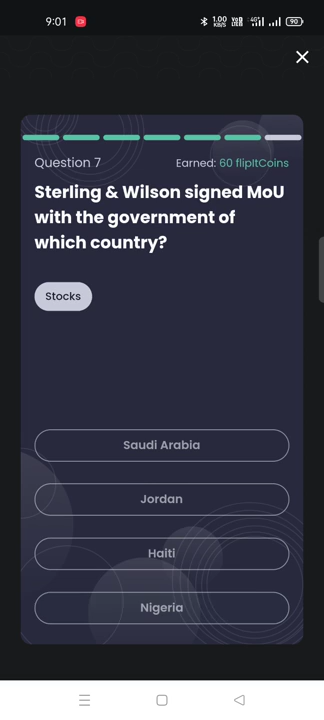 9:01
1.00 KB/S Vo) LTE 4G 90
Question 7
Earned: 60 flipItCoins
Sterling & Wilson signed MoU
with the government of
which country?
Stocks
Saudi Arabia
Jordan
Haiti
Nigeria